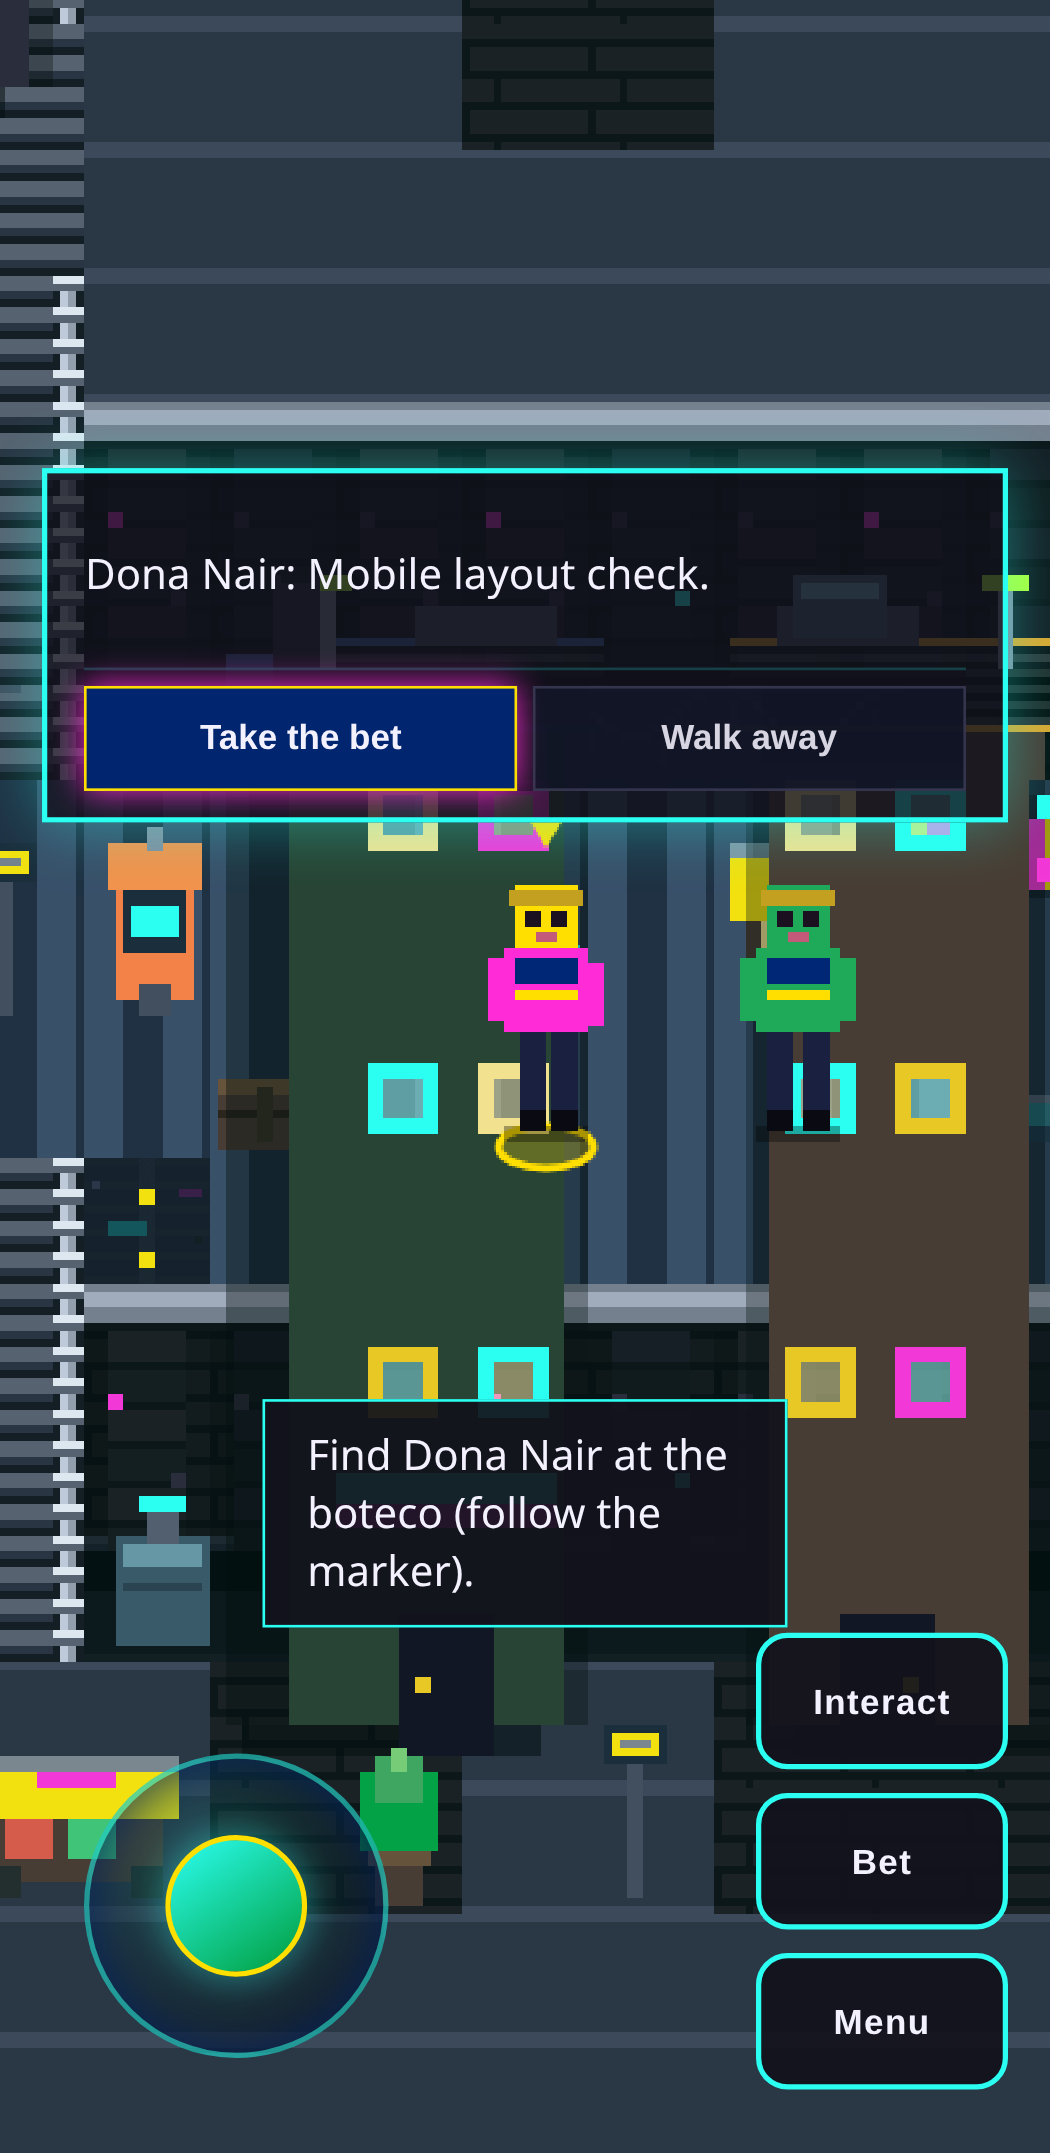 Dona Nair: Mobile layout check.
Take the bet
Walk away
Find Dona Nair at the
boteco (follow the
marker).
Interact
Bet
Menu